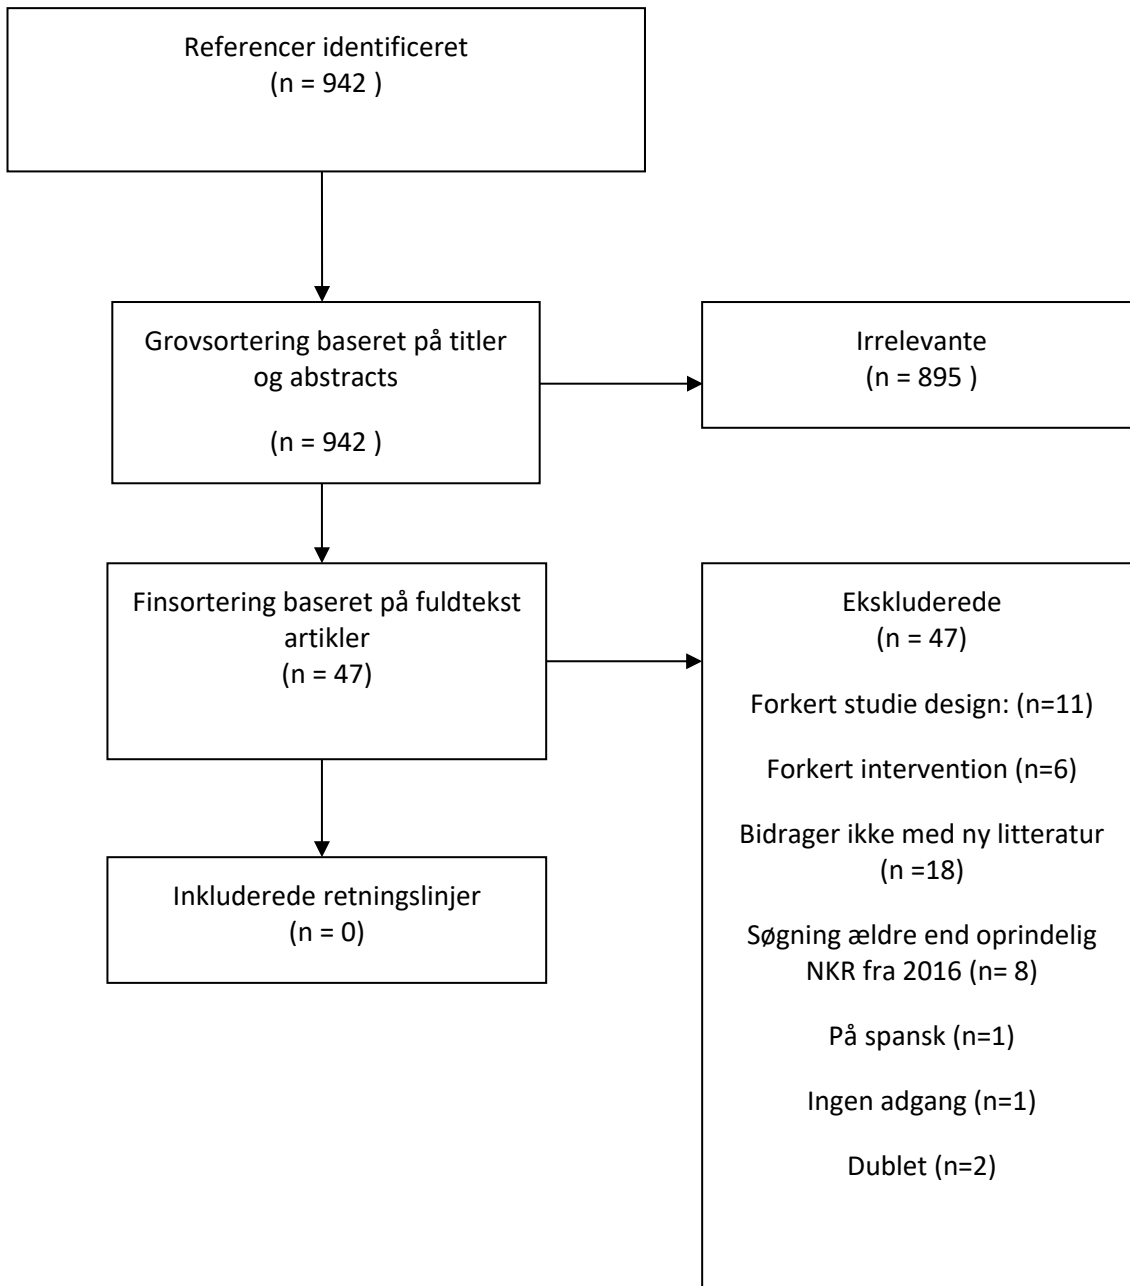 Referencer identificeret
(n = 942 )
Grovsortering baseret på titler
og abstracts
(n = 942 )
Irrelevante
(n = 895 )
Finsortering baseret på fuldtekst
artikler
(n = 47)
Ekskluderede
(n = 47)
Forkert studie design: (n=11)
Forkert intervention (n=6)
Bidrager ikke med ny litteratur
(n =18)
Søgning ældre end oprindelig
NKR fra 2016 (n= 8)
På spansk (n=1)
Ingen adgang (n=1)
Dublet (n=2)
Inkluderede retningslinjer
(n = 0)